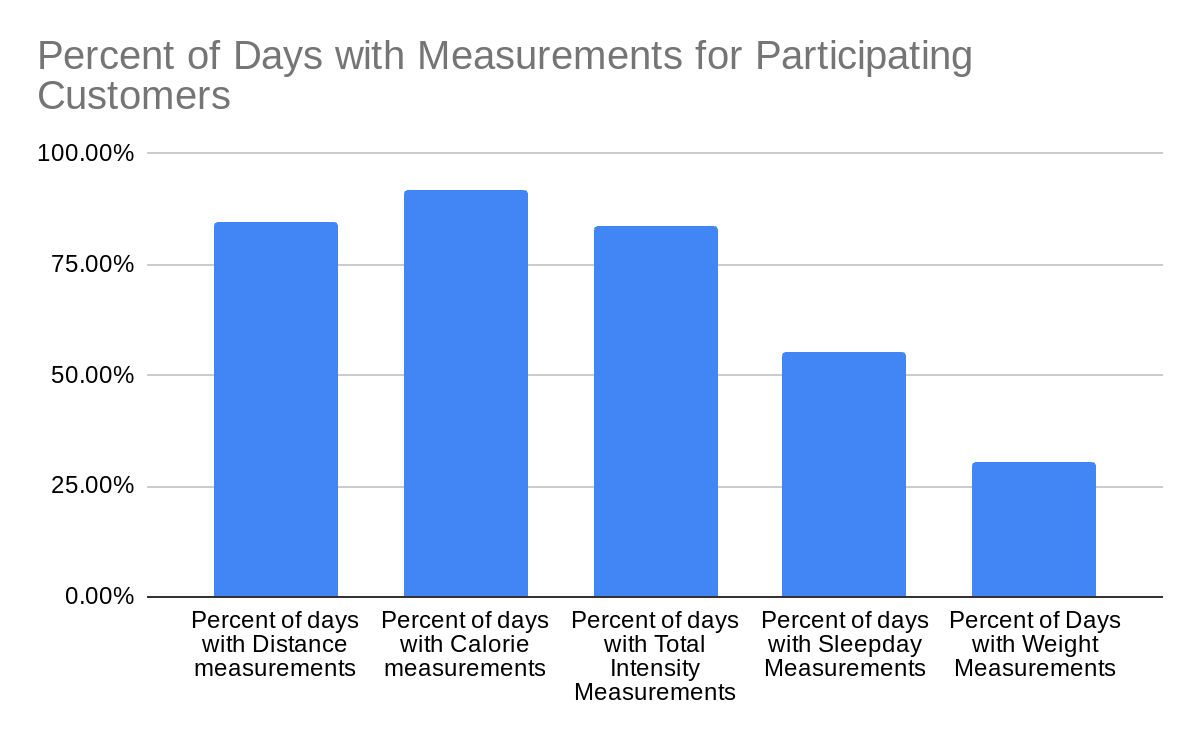 Percent of Days with Measurements for Participating
Customers
100.00%
75.00%
50.00%
25.00%
0.00%
Percent of days
with Distance
measurements
Percent of days
with Calorie
measurements
Percent of days
with Total
Intensity
Measurements
Percent of days
with Sleepday
Measurements
Percent of Days
with Weight
Measurements